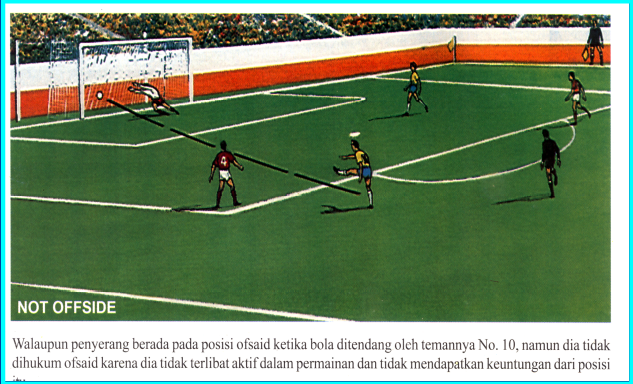 4
NOT OFFSIDE
Walaupun penyerang berada pada posisi ofsaid ketika bola ditendang oleh temannya No. 10, namun dia tidak
dihukum ofsaid karena dia tidak terlibat aktif dalam permainan dan tidak mendapatkan keuntungan dari posisi